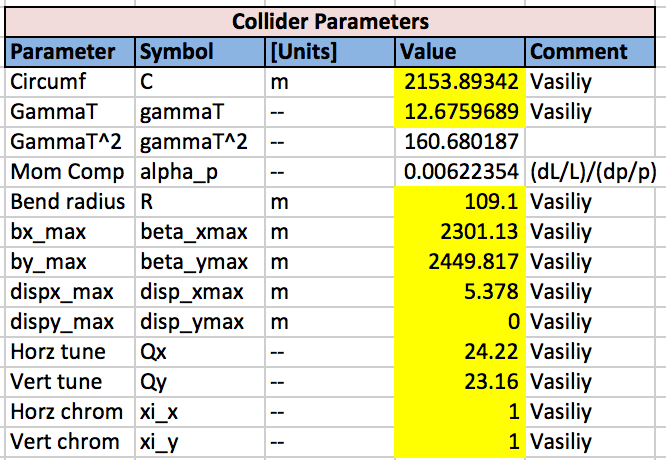 Collider Parameters
Parameter Symbol [Units] Value Comment
Circumf C m 2153.89342 Vasiliy
GammaT gammaT -- 12.6759689 Vasiliy
GammaT^2 gammaT^2 -- 160.680187
Mom Comp alpha_p -- 0.00622354 (dL/L)/(dp/p)
Bend radius R m 109.1 Vasiliy
bx_max beta_xmax m 2301.13 Vasiliy
by_max beta_ymax m 2449.817 Vasiliy
dispx_max disp_xmax m 5.378 Vasiliy
dispy_max disp_ymax m 0 Vasiliy
Horz tune Qx -- 24.22 Vasiliy
Vert tune Qy -- 23.16 Vasiliy
Horz chrom xi_x -- 1 Vasiliy
Vert chrom xi_y -- 1 Vasiliy